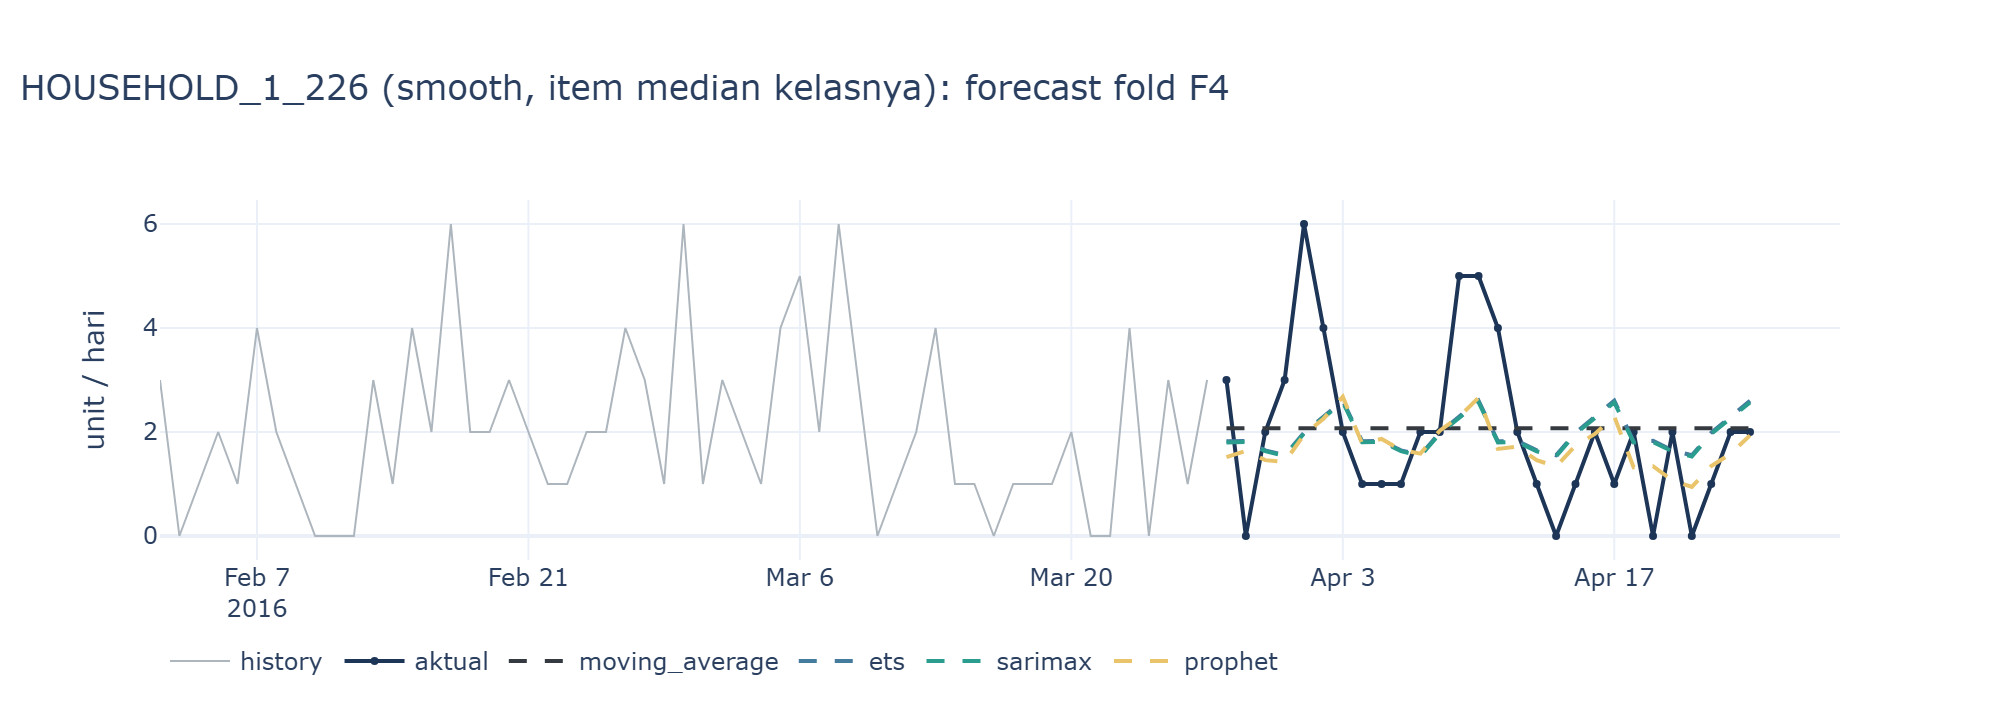 HOUSEHOLD_1_226 (smooth, item median kelasnya): forecast fold F4
unit / hari
6
4
2
0
Feb 7
2016
Feb 21
Mar 6
Mar 20
Apr 3
Apr 17
history
aktual
moving_average
ets
sarimax
prophet